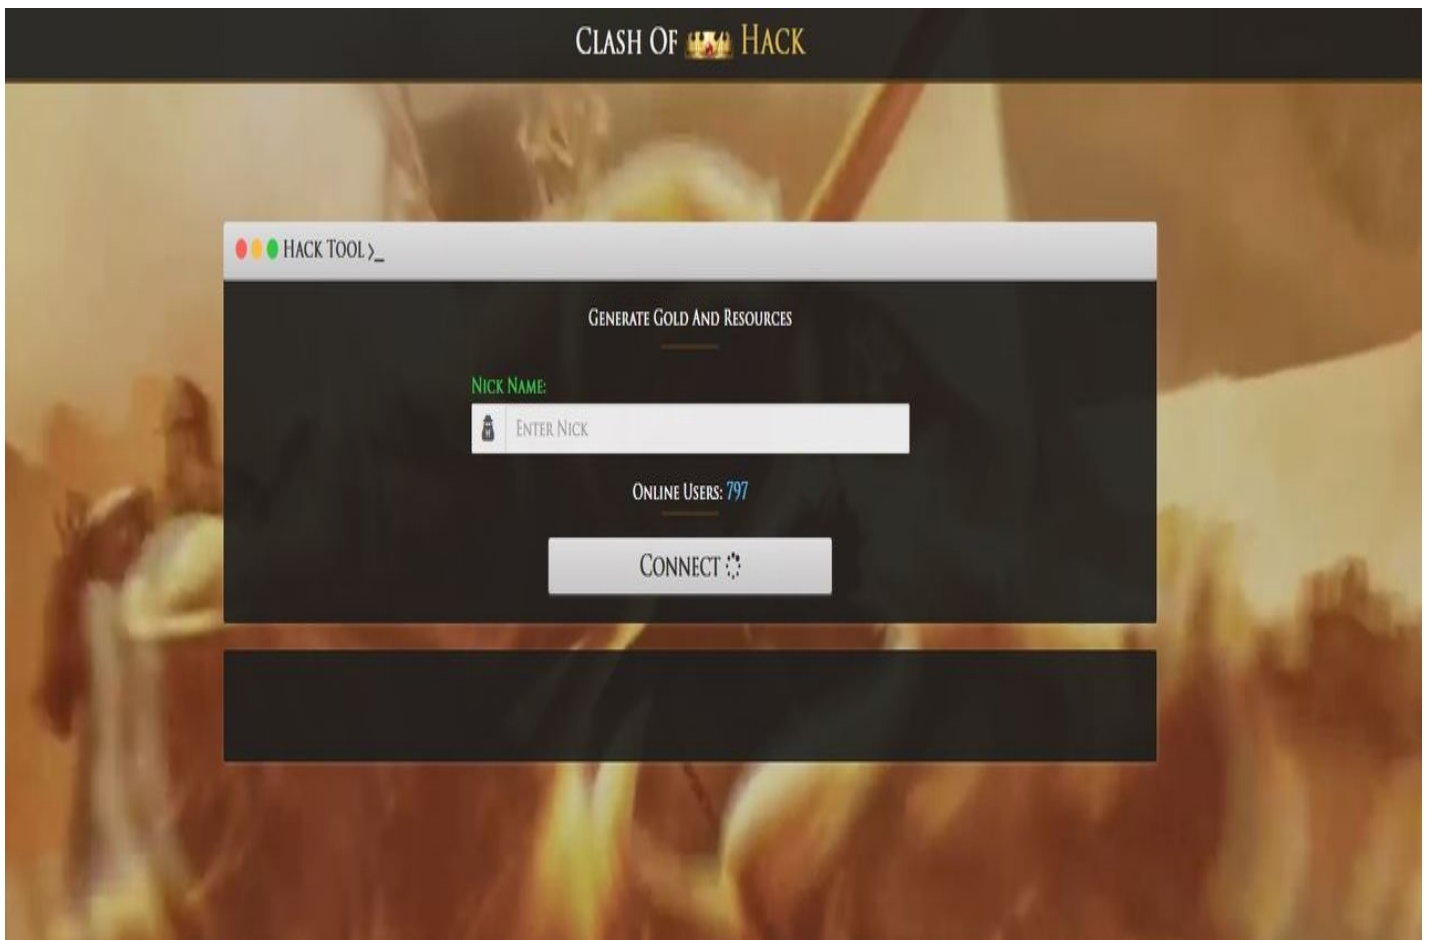 Clash Of Hack
Hack Tool >_
Generate Gold And Resources
Nick Name:
Enter Nick
Online Users: 797
Connect